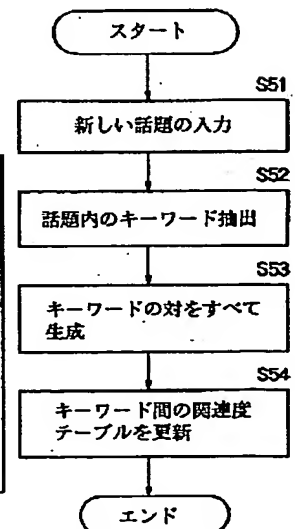 スタート
S51
新しい話題の入力
S52
話題内のキーワード抽出
S53
キーワードの対をすべて
生成
S54
キーワード間の関連度
テーブルを更新
エンド